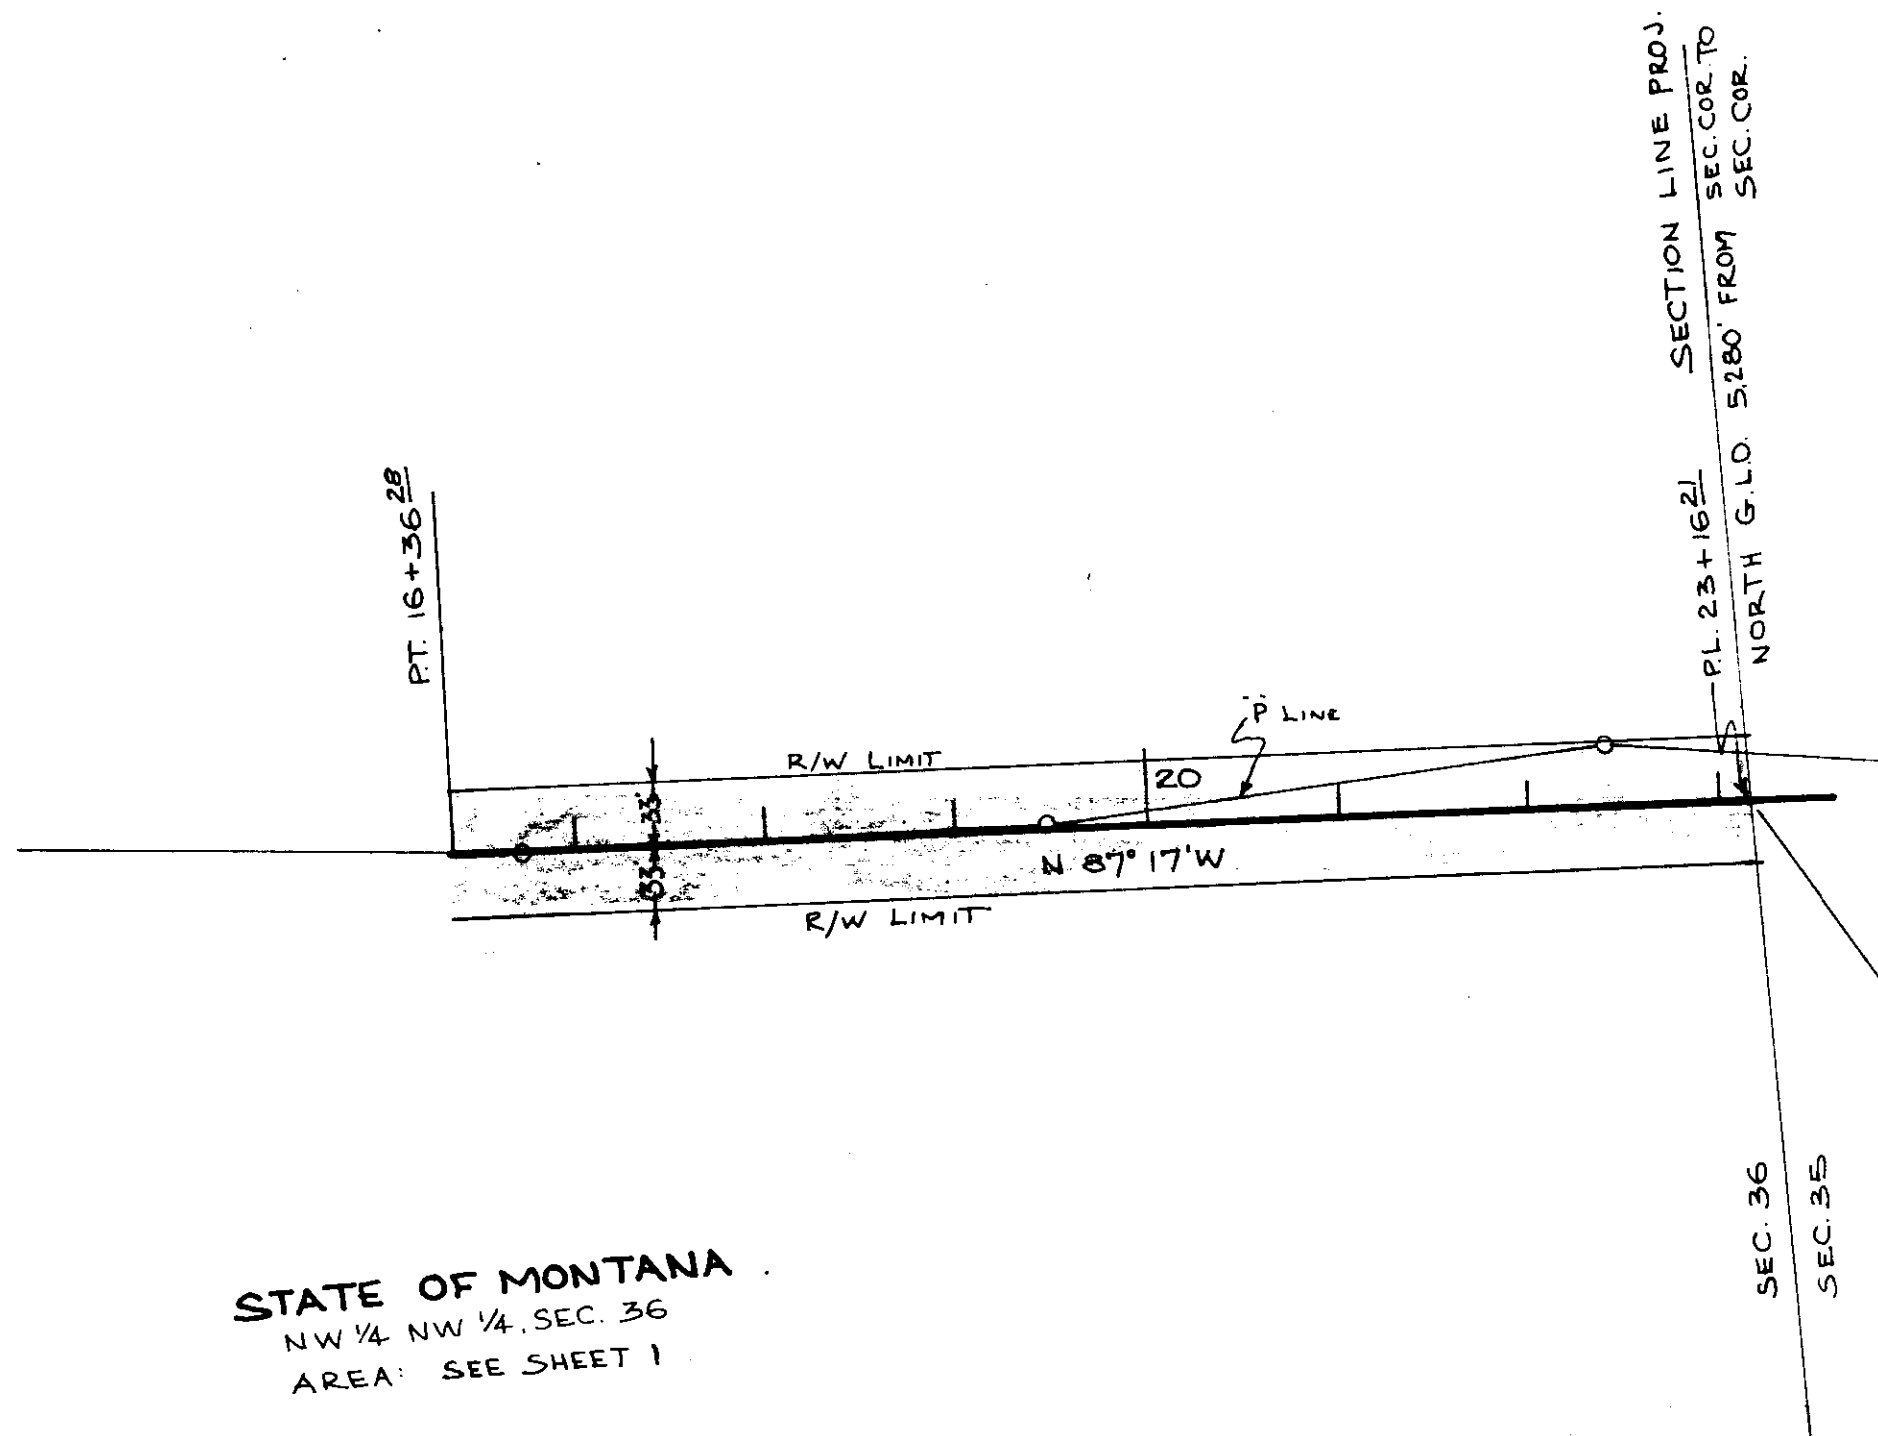 SECTION LINE PROJ.
NORTH G.L.O. 5,280' FROM SEC. COR. TO
SEC. COR.
P.T. 16+36 28
P.L. 23+16 21
"P" LINE
R/W LIMIT
20
33'
33'
N 87° 17' W
R/W LIMIT
SEC. 36
SEC. 35
STATE OF MONTANA
NW 1/4 NW 1/4, SEC. 36
AREA: SEE SHEET 1